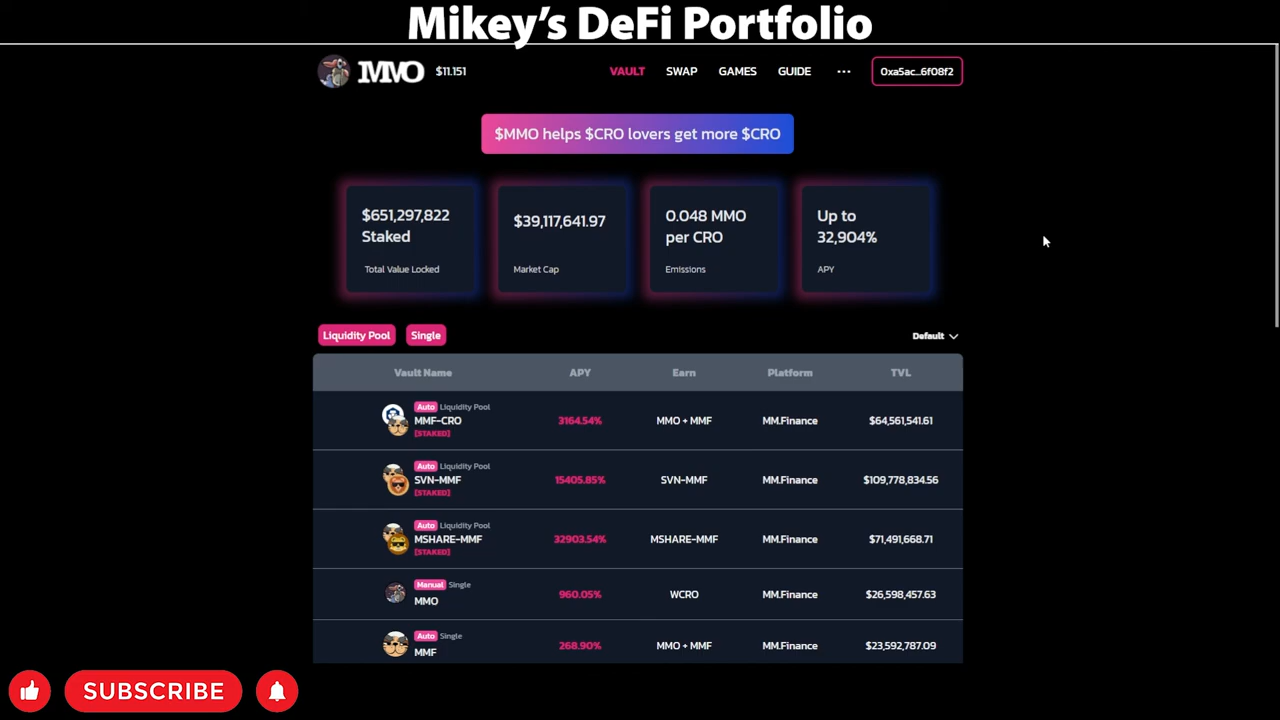 Mikey's DeFi Portfolio
MMO $11.151 VAULT SWAP GAMES GUIDE ... 0xa5ac...6f08f2
$MMO helps $CRO lovers get more $CRO
$651,297,822
Staked
Total Value Locked
$39,117,641.97
Market Cap
0.048 MMO
per CRO
Emissions
Up to
32,904%
APY
Liquidity Pool Single Default
Vault Name APY Earn Platform TVL
Auto Liquidity Pool
MMF-CRO 3164.54% MMO + MMF MM.Finance $64,561,541.61
[STAKED]
Auto Liquidity Pool
SVN-MMF 15405.85% SVN-MMF MM.Finance $109,778,834.56
[STAKED]
Auto Liquidity Pool
MSHARE-MMF 32903.54% MSHARE-MMF MM.Finance $71,491,668.71
[STAKED]
Manual Single
MMO 960.05% WCRO MM.Finance $26,598,457.63
Auto Single
MMF 268.90% MMO + MMF MM.Finance $23,592,787.09
SUBSCRIBE